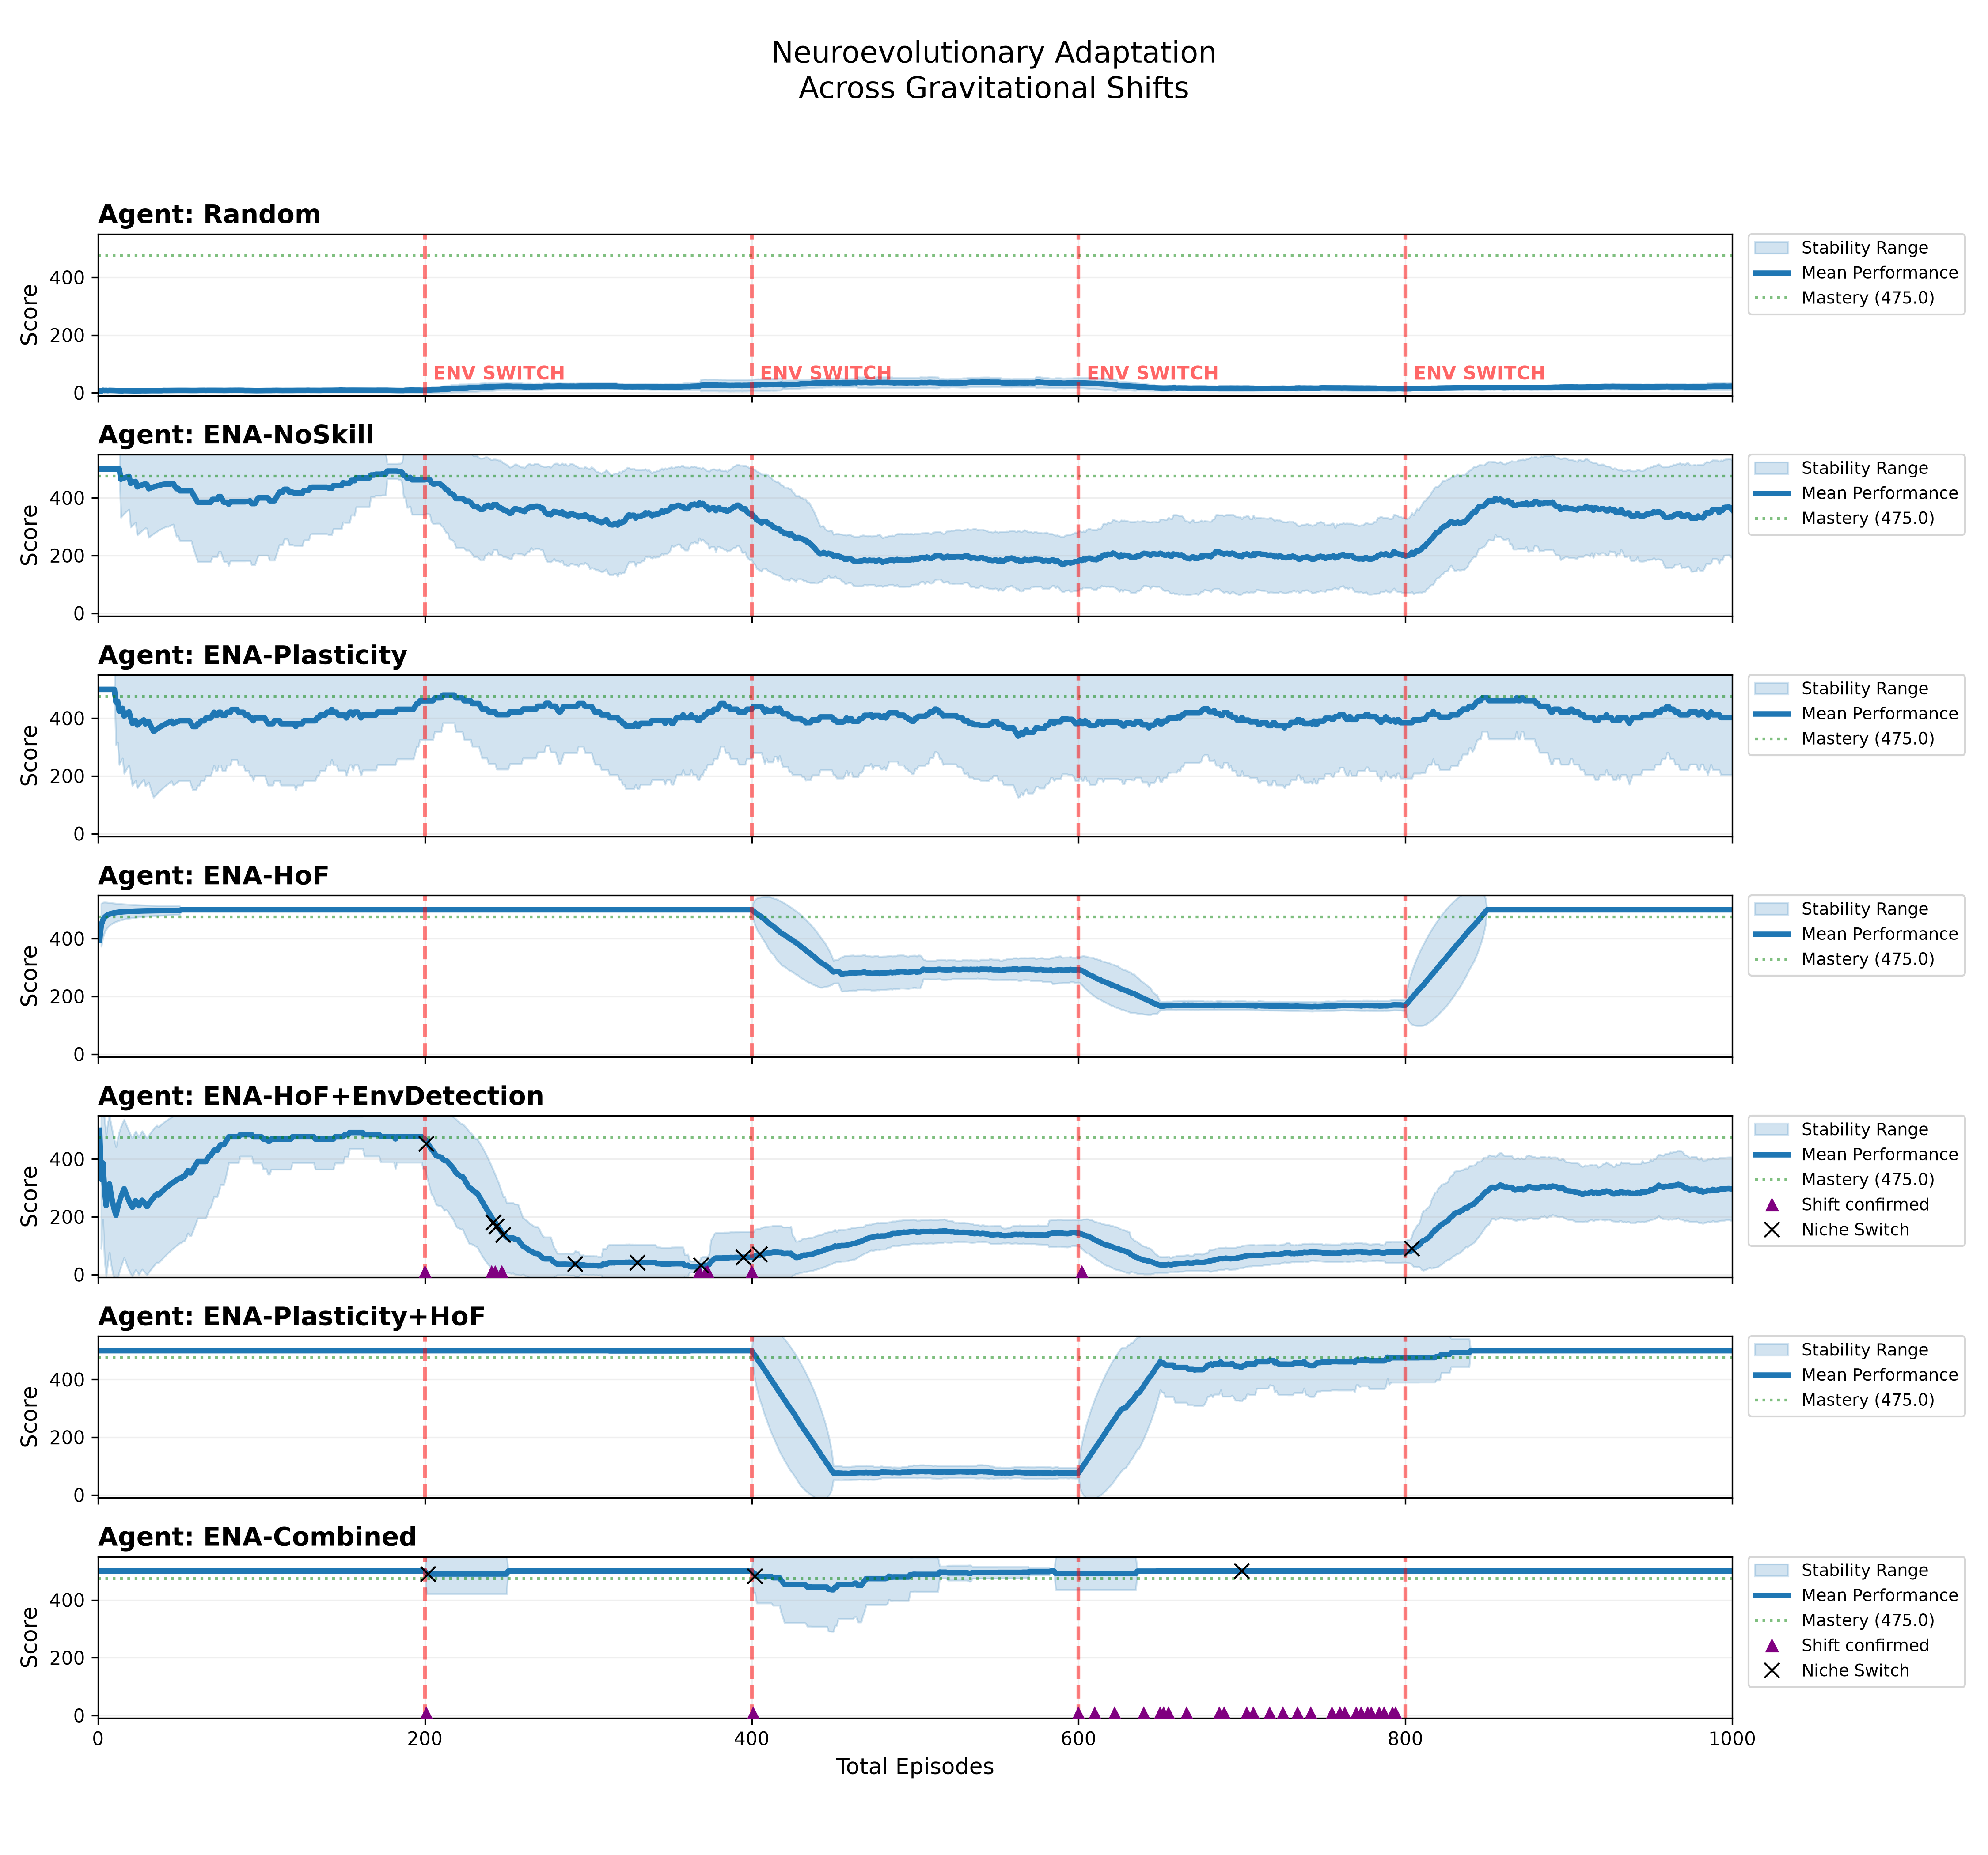 Neuroevolutionary Adaptation
Across Gravitational Shifts
Agent: Random
Score
400
200
0
ENV SWITCH
ENV SWITCH
ENV SWITCH
ENV SWITCH
Stability Range
Mean Performance
Mastery (475.0)
Agent: ENA-NoSkill
Score
400
200
0
Stability Range
Mean Performance
Mastery (475.0)
Agent: ENA-Plasticity
Score
400
200
0
Stability Range
Mean Performance
Mastery (475.0)
Agent: ENA-HoF
Score
400
200
0
Stability Range
Mean Performance
Mastery (475.0)
Agent: ENA-HoF+EnvDetection
Score
400
200
0
Stability Range
Mean Performance
Mastery (475.0)
Shift confirmed
Niche Switch
Agent: ENA-Plasticity+HoF
Score
400
200
0
Stability Range
Mean Performance
Mastery (475.0)
Agent: ENA-Combined
Score
400
200
0
Stability Range
Mean Performance
Mastery (475.0)
Shift confirmed
Niche Switch
0
200
400
600
800
1000
Total Episodes